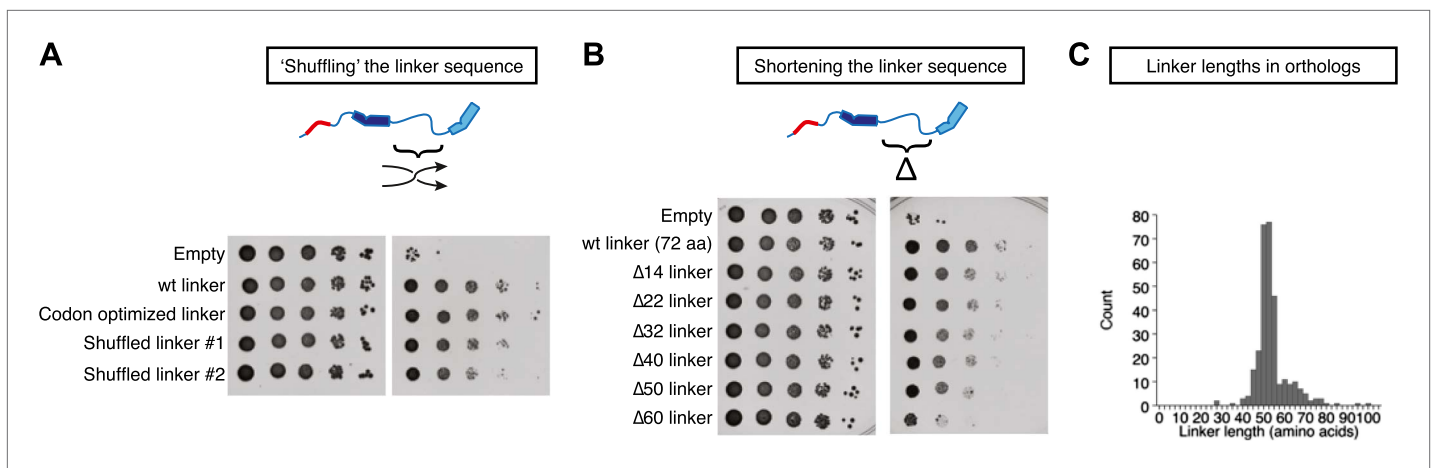 A
'Shuffling' the linker sequence
Empty
wt linker
Codon optimized linker
Shuffled linker #1
Shuffled linker #2
B
Shortening the linker sequence
Δ
Empty
wt linker (72 aa)
Δ14 linker
Δ22 linker
Δ32 linker
Δ40 linker
Δ50 linker
Δ60 linker
C
Linker lengths in orthologs
80
70
60
50
40
30
20
10
0
Count
0 10 20 30 40 50 60 70 80 90 100
Linker length (amino acids)